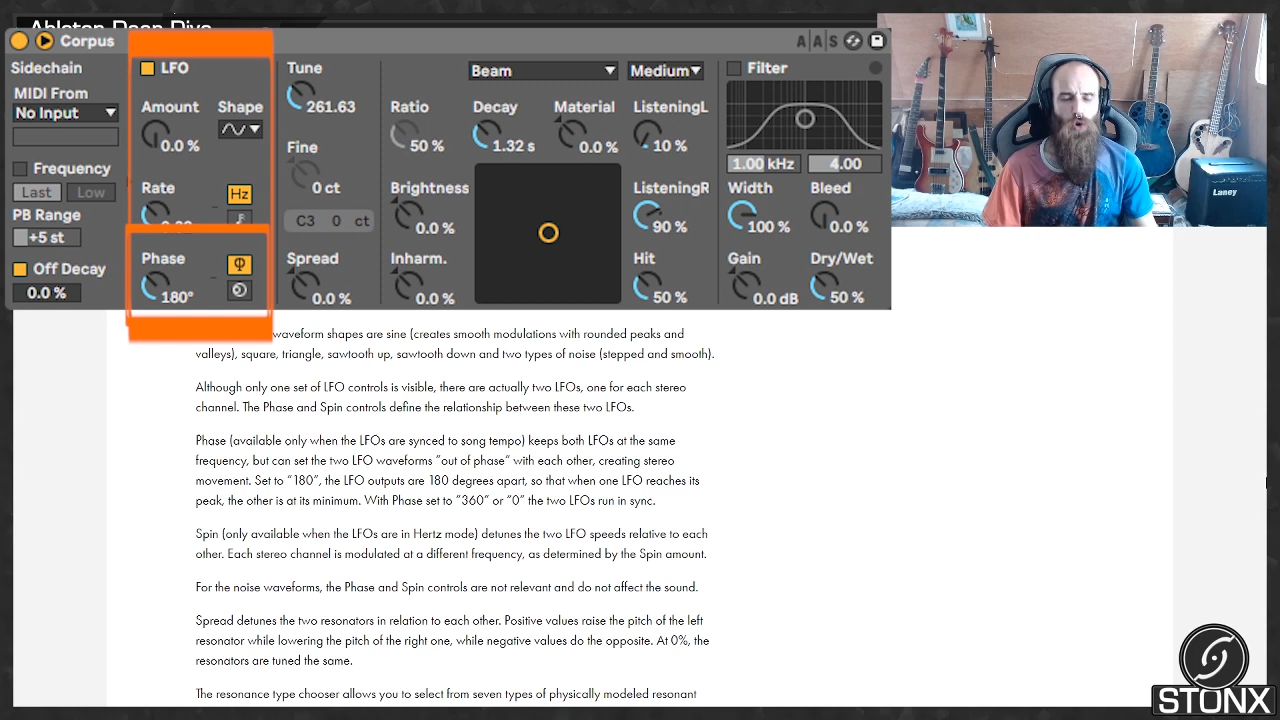 Ableton Deep Dive
Corpus
A A S
Sidechain
MIDI From
No Input
Frequency
Last Low
PB Range
+5 st
Off Decay
0.0 %
LFO
Amount Shape
0.0 %
Rate
Hz
Phase
180°
Tune
261.63
Fine
0 ct
C3 0 ct
Spread
0.0 %
Ratio
50 %
Brightness
0.0 %
Inharm.
0.0 %
Beam Medium
Decay Material
1.32 s 0.0 %
ListeningL
10 %
ListeningR
90 %
Hit
50 %
Filter
1.00 kHz 4.00
Width Bleed
100 % 0.0 %
Gain Dry/Wet
0.0 dB 50 %
Laney
waveform shapes are sine (creates smooth modulations with rounded peaks and
valleys), square, triangle, sawtooth up, sawtooth down and two types of noise (stepped and smooth).
Although only one set of LFO controls is visible, there are actually two LFOs, one for each stereo
channel. The Phase and Spin controls define the relationship between these two LFOs.
Phase (available only when the LFOs are synced to song tempo) keeps both LFOs at the same
frequency, but can set the two LFO waveforms “out of phase” with each other, creating stereo
movement. Set to “180”, the LFO outputs are 180 degrees apart, so that when one LFO reaches its
peak, the other is at its minimum. With Phase set to “360” or “0” the two LFOs run in sync.
Spin (only available when the LFOs are in Hertz mode) detunes the two LFO speeds relative to each
other. Each stereo channel is modulated at a different frequency, as determined by the Spin amount.
For the noise waveforms, the Phase and Spin controls are not relevant and do not affect the sound.
Spread detunes the two resonators in relation to each other. Positive values raise the pitch of the left
resonator while lowering the pitch of the right one, while negative values do the opposite. At 0%, the
resonators are tuned the same.
The resonance type chooser allows you to select from seven types of physically modeled resonant
STONX